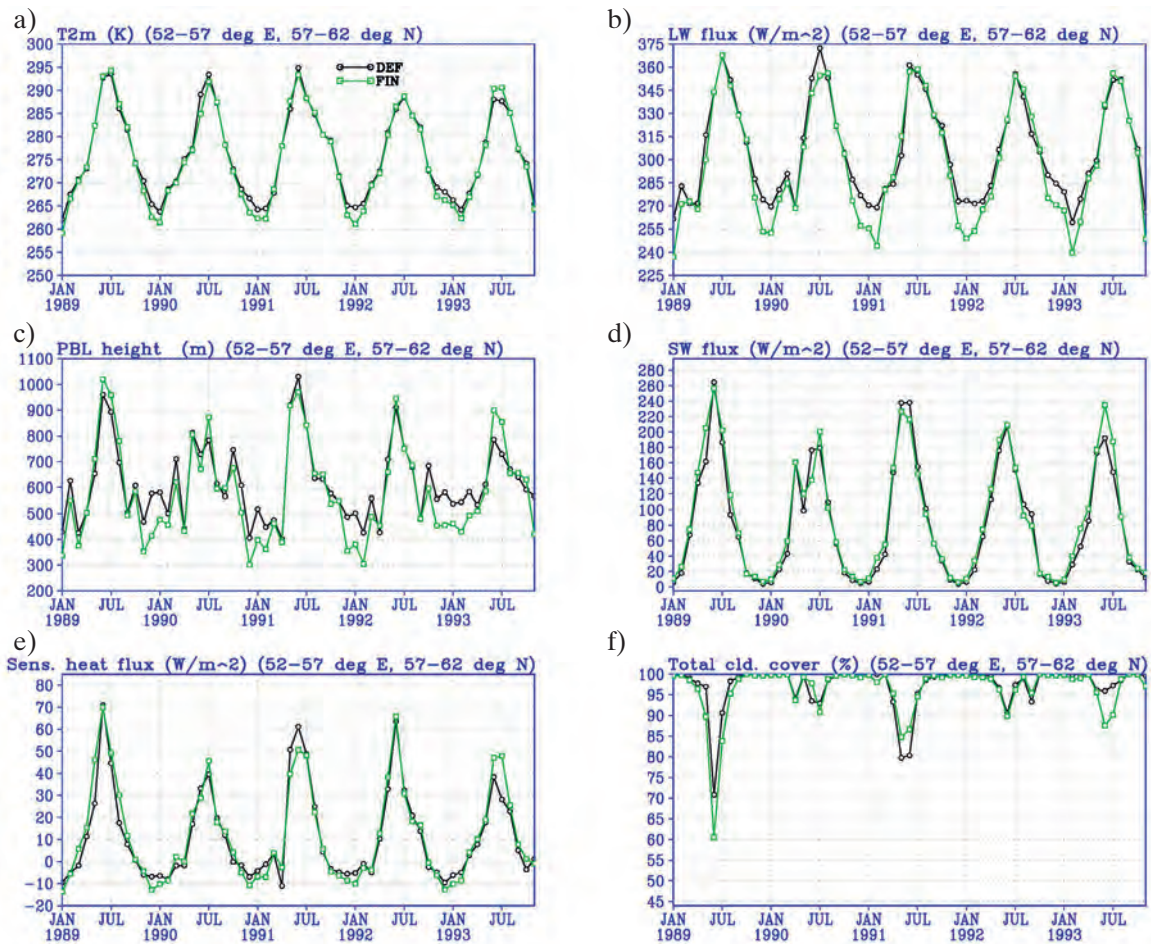 a)
T2m (K) (52-57 deg E, 57-62 deg N)
300
295
290
285
280
275
270
265
260
255
250
DEF
FIN
JAN JUL JAN JUL JAN JUL JAN JUL JAN JUL
1989 1990 1991 1992 1993
b)
LW flux (W/m^2) (52-57 deg E, 57-62 deg N)
375
360
345
330
315
300
285
270
255
240
225
JAN JUL JAN JUL JAN JUL JAN JUL JAN JUL
1989 1990 1991 1992 1993
c)
PBL height (m) (52-57 deg E, 57-62 deg N)
1100
1000
900
800
700
600
500
400
300
200
JAN JUL JAN JUL JAN JUL JAN JUL JAN JUL
1989 1990 1991 1992 1993
d)
SW flux (W/m^2) (52-57 deg E, 57-62 deg N)
280
260
240
220
200
180
160
140
120
100
80
60
40
20
0
JAN JUL JAN JUL JAN JUL JAN JUL JAN JUL
1989 1990 1991 1992 1993
e)
Sens. heat flux (W/m^2) (52-57 deg E, 57-62 deg N)
80
70
60
50
40
30
20
10
0
-10
-20
JAN JUL JAN JUL JAN JUL JAN JUL JAN JUL
1989 1990 1991 1992 1993
f)
Total cld. cover (%) (52-57 deg E, 57-62 deg N)
100
95
90
85
80
75
70
65
60
55
50
45
JAN JUL JAN JUL JAN JUL JAN JUL JAN JUL
1989 1990 1991 1992 1993